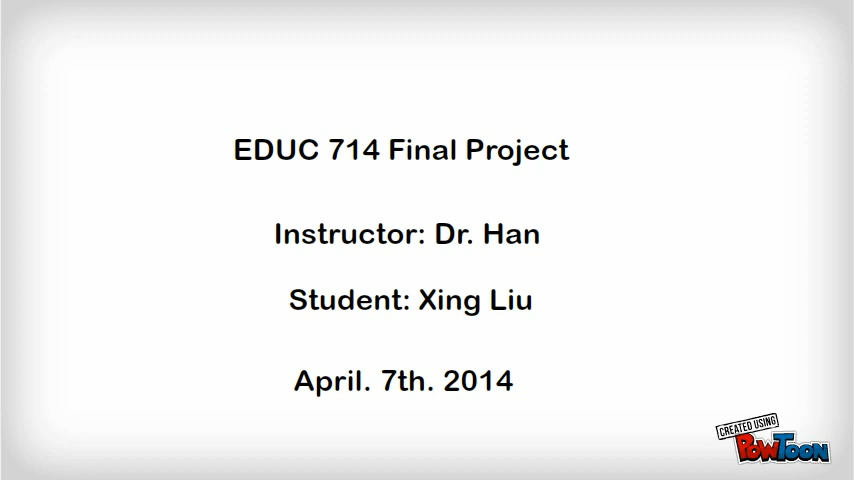 EDUC 714 Final Project
Instructor: Dr. Han
Student: Xing Liu
April. 7th. 2014
CREATED USING
POWTOON